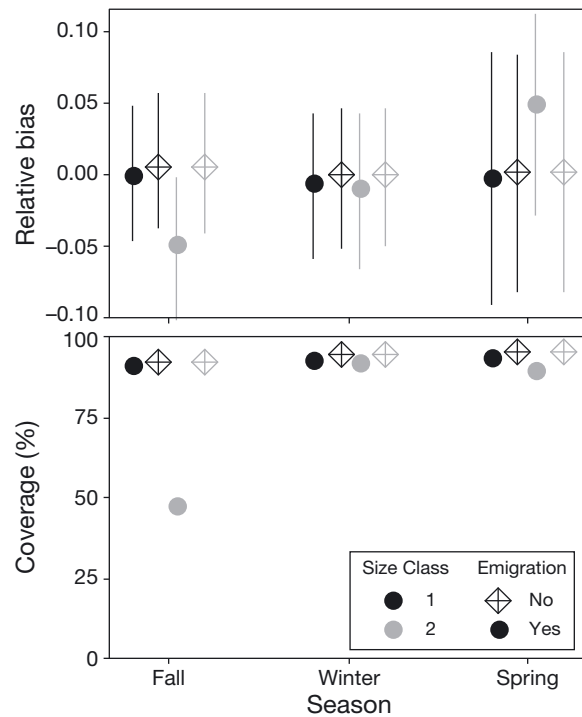 0.10
0.05
0.00
−0.05
−0.10
Relative bias
100
75
50
25
0
Coverage (%)
Size Class Emigration
1 No
2 Yes
Fall Winter Spring
Season